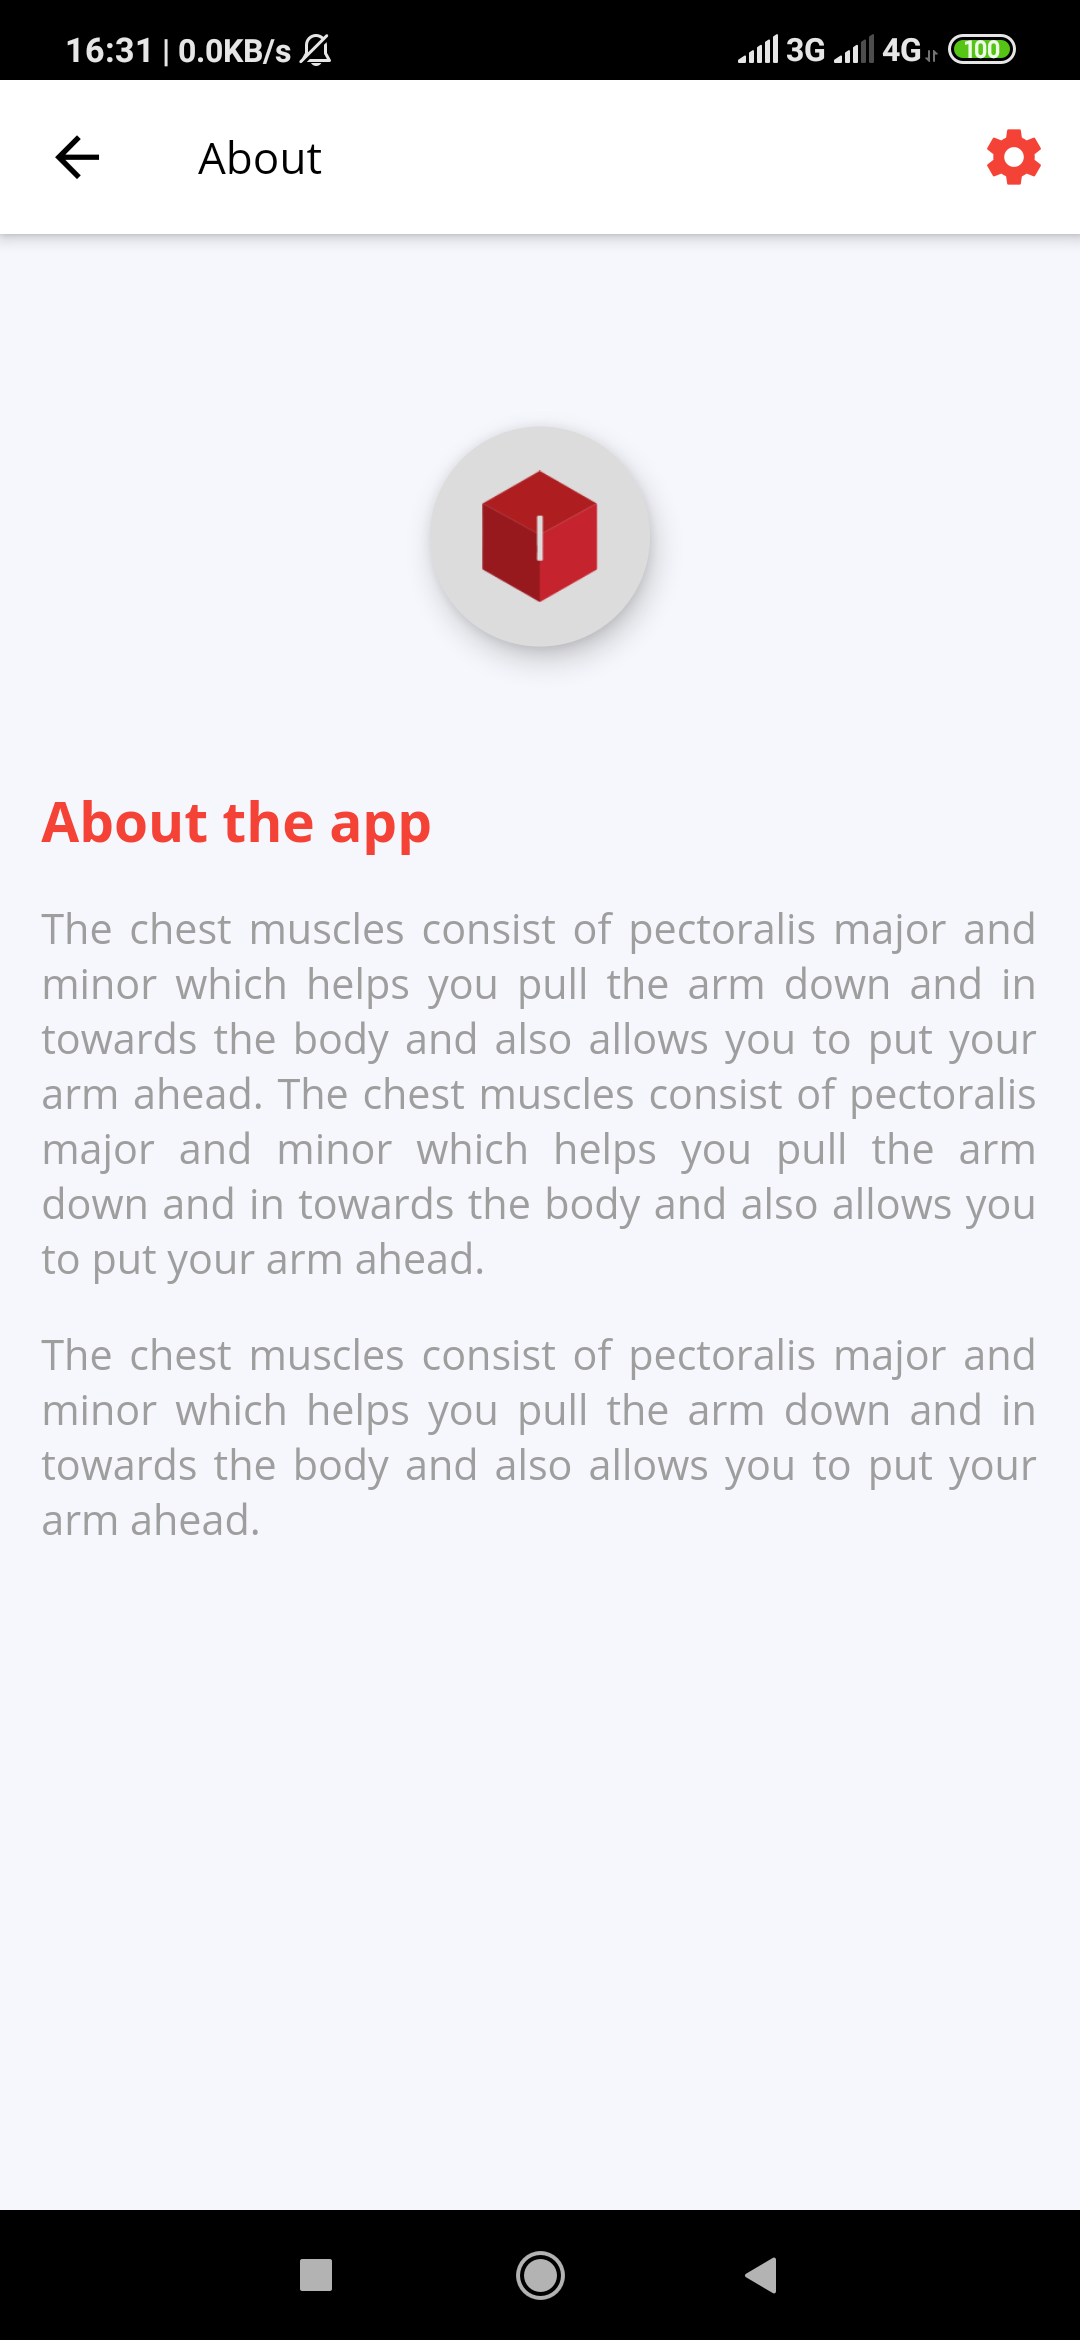 16:31 | 0.0KB/s 3G 4G 100
About
About the app
The chest muscles consist of pectoralis major and
minor which helps you pull the arm down and in
towards the body and also allows you to put your
arm ahead. The chest muscles consist of pectoralis
major and minor which helps you pull the arm
down and in towards the body and also allows you
to put your arm ahead.
The chest muscles consist of pectoralis major and
minor which helps you pull the arm down and in
towards the body and also allows you to put your
arm ahead.